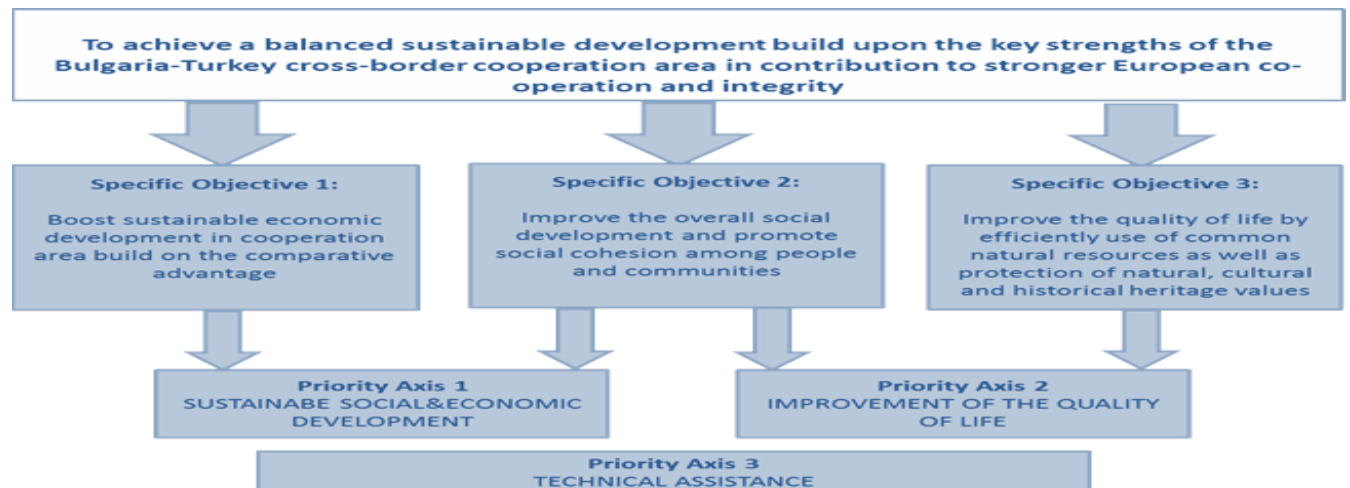 To achieve a balanced sustainable development build upon the key strengths of the
Bulgaria-Turkey cross-border cooperation area in contribution to stronger European co-
operation and integrity
Specific Objective 1:
Boost sustainable economic
development in cooperation
area build on the comparative
advantage
Specific Objective 2:
Improve the overall social
development and promote
social cohesion among people
and communities
Specific Objective 3:
Improve the quality of life by
efficiently use of common
natural resources as well as
protection of natural, cultural
and historical heritage values
Priority Axis 1
SUSTAINABE SOCIAL&ECONOMIC
DEVELOPMENT
Priority Axis 2
IMPROVEMENT OF THE QUALITY
OF LIFE
Priority Axis 3
TECHNICAL ASSISTANCE